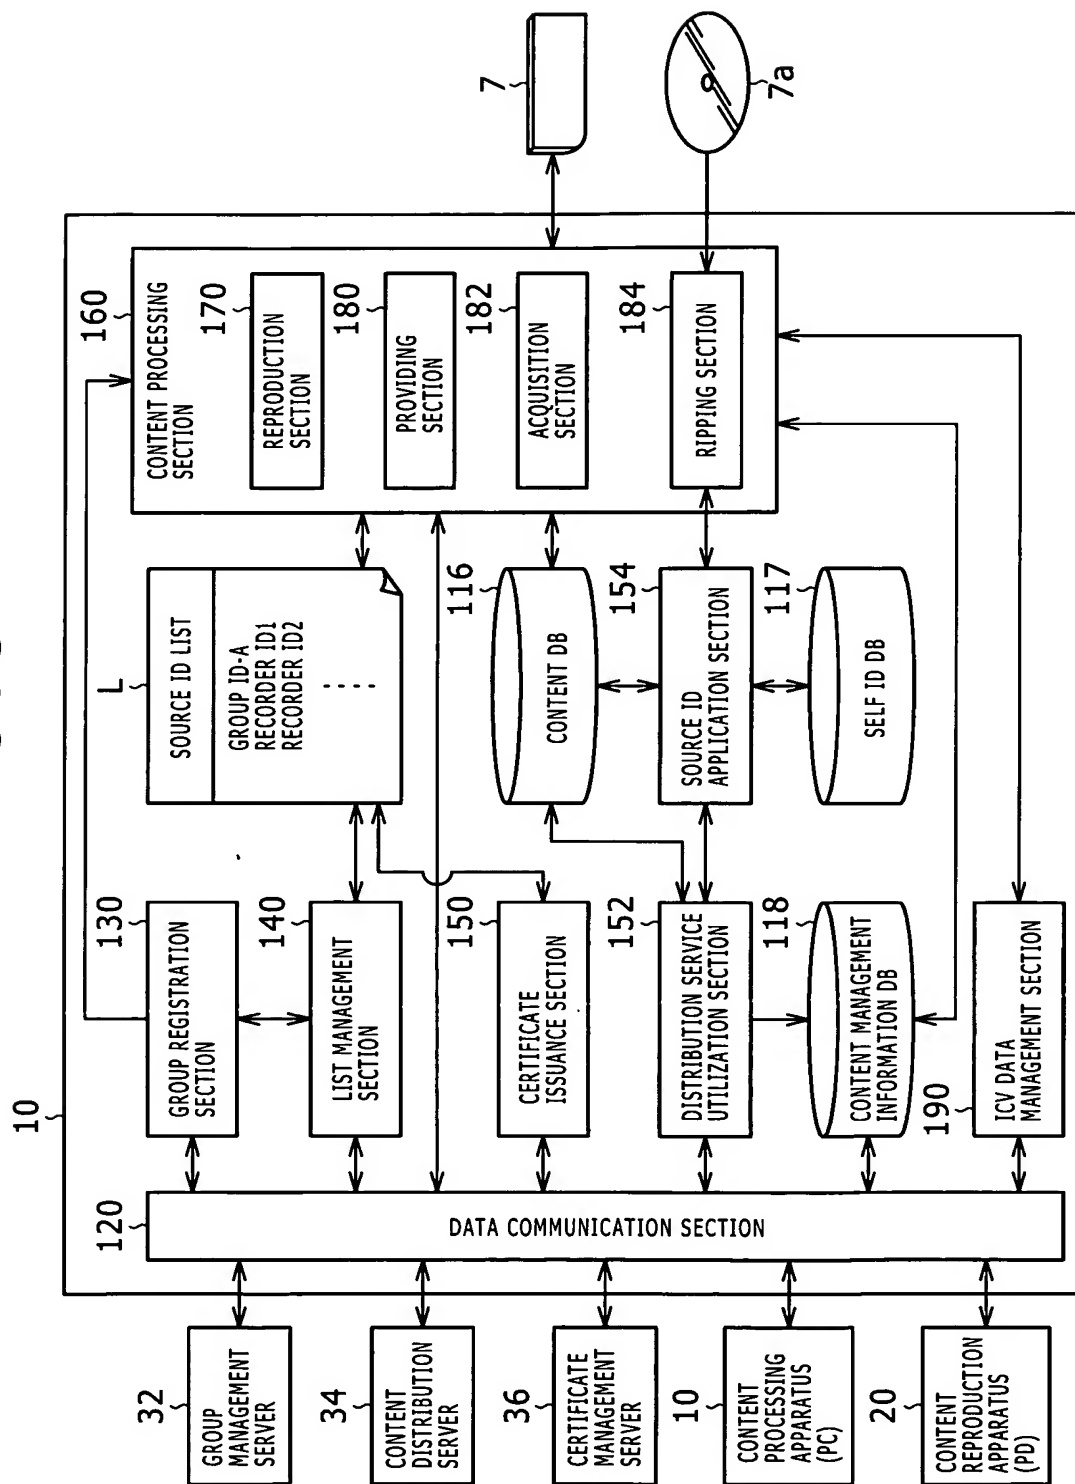 10
32
GROUP
MANAGEMENT
SERVER
34
CONTENT
DISTRIBUTION
SERVER
36
CERTIFICATE
MANAGEMENT
SERVER
10
CONTENT
PROCESSING
APPARATUS
(PC)
20
CONTENT
REPRODUCTION
APPARATUS
(PD)
120
DATA COMMUNICATION SECTION
130
GROUP REGISTRATION
SECTION
140
LIST MANAGEMENT
SECTION
150
CERTIFICATE
ISSUANCE SECTION
152
DISTRIBUTION SERVICE
UTILIZATION SECTION
118
CONTENT MANAGEMENT
INFORMATION DB
190
ICV DATA
MANAGEMENT SECTION
L
SOURCE ID LIST
GROUP ID-A
RECORDER ID1
RECORDER ID2
116
CONTENT DB
154
SOURCE ID
APPLICATION SECTION
117
SELF ID DB
160
CONTENT PROCESSING
SECTION
170
REPRODUCTION
SECTION
180
PROVIDING
SECTION
182
ACQUISITION
SECTION
184
RIPPING SECTION
7
7a